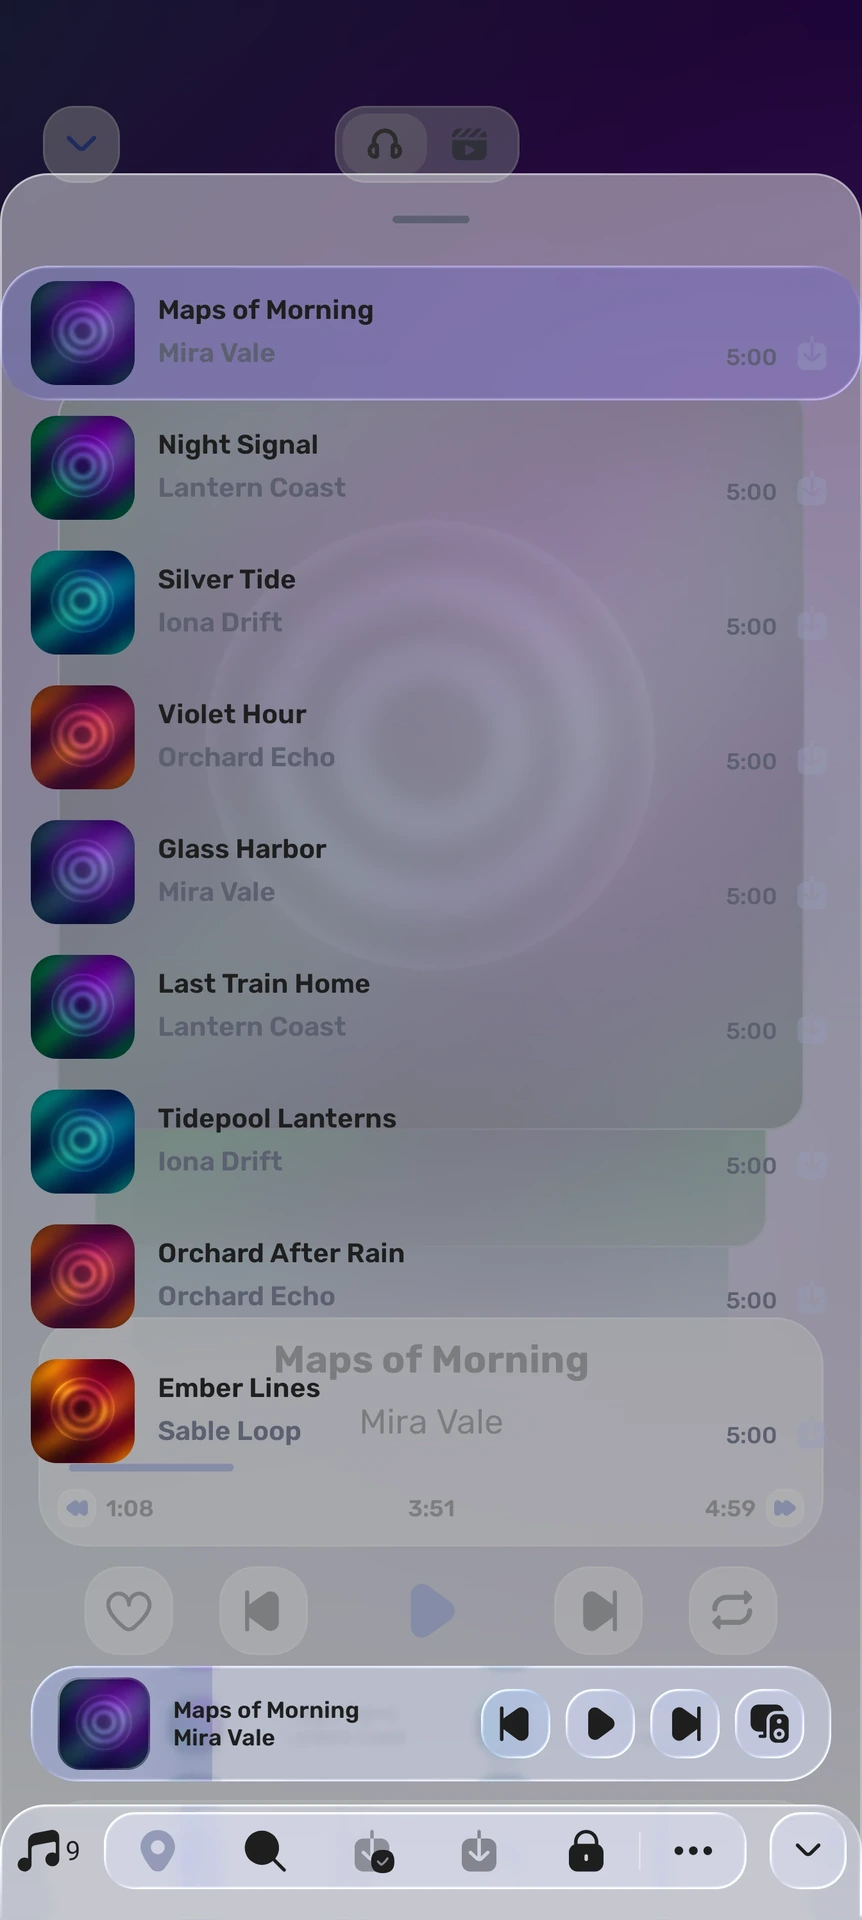 Maps of Morning
Mira Vale
5:00
Night Signal
Lantern Coast
5:00
Silver Tide
Iona Drift
5:00
Violet Hour
Orchard Echo
5:00
Glass Harbor
Mira Vale
5:00
Last Train Home
Lantern Coast
5:00
Tidepool Lanterns
Iona Drift
5:00
Orchard After Rain
Orchard Echo
5:00
Maps of Morning
Ember Lines
Mira Vale
Sable Loop
5:00
1:08 3:51 4:59
Maps of Morning
Mira Vale
9